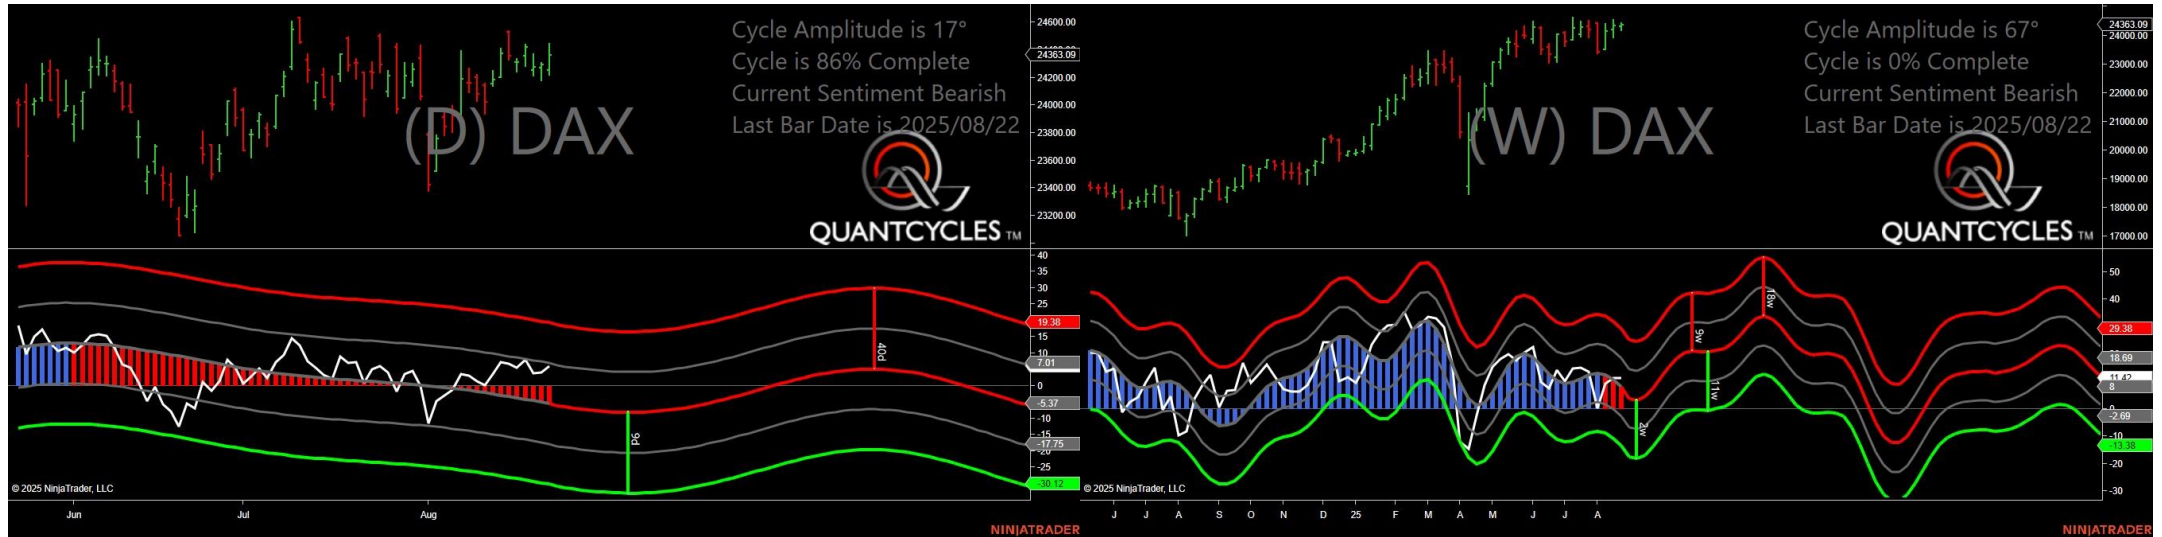 Cycle Amplitude is 17°
Cycle is 86% Complete
Current Sentiment Bearish
Last Bar Date is 2025/08/22
(D) DAX
QUANTCYCLES TM
24600.00
24363.09
24200.00
24000.00
23800.00
23600.00
23400.00
23200.00
40
35
30
25
19.38
15
10
7.01
0
-5.37
-10
-15
-17.75
-25
-30.12
40d
9d
© 2025 NinjaTrader, LLC
Jun Jul Aug
NINJATRADER
Cycle Amplitude is 67°
Cycle is 0% Complete
Current Sentiment Bearish
Last Bar Date is 2025/08/22
(W) DAX
QUANTCYCLES TM
24363.09
24000.00
23000.00
22000.00
21000.00
20000.00
19000.00
18000.00
17000.00
50
40
29.38
18.69
11.42
8
0
-2.69
-10
-13.38
-20
-30
9w
18w
11w
2w
© 2025 NinjaTrader, LLC
J J A S O N D 25 F M A M J J A
NINJATRADER